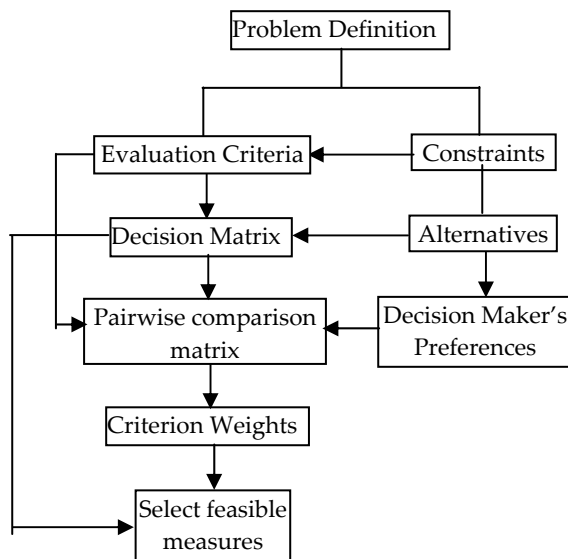 Problem Definition
Evaluation Criteria
Constraints
Decision Matrix
Alternatives
Pairwise comparison
matrix
Decision Maker’s
Preferences
Criterion Weights
Select feasible
measures